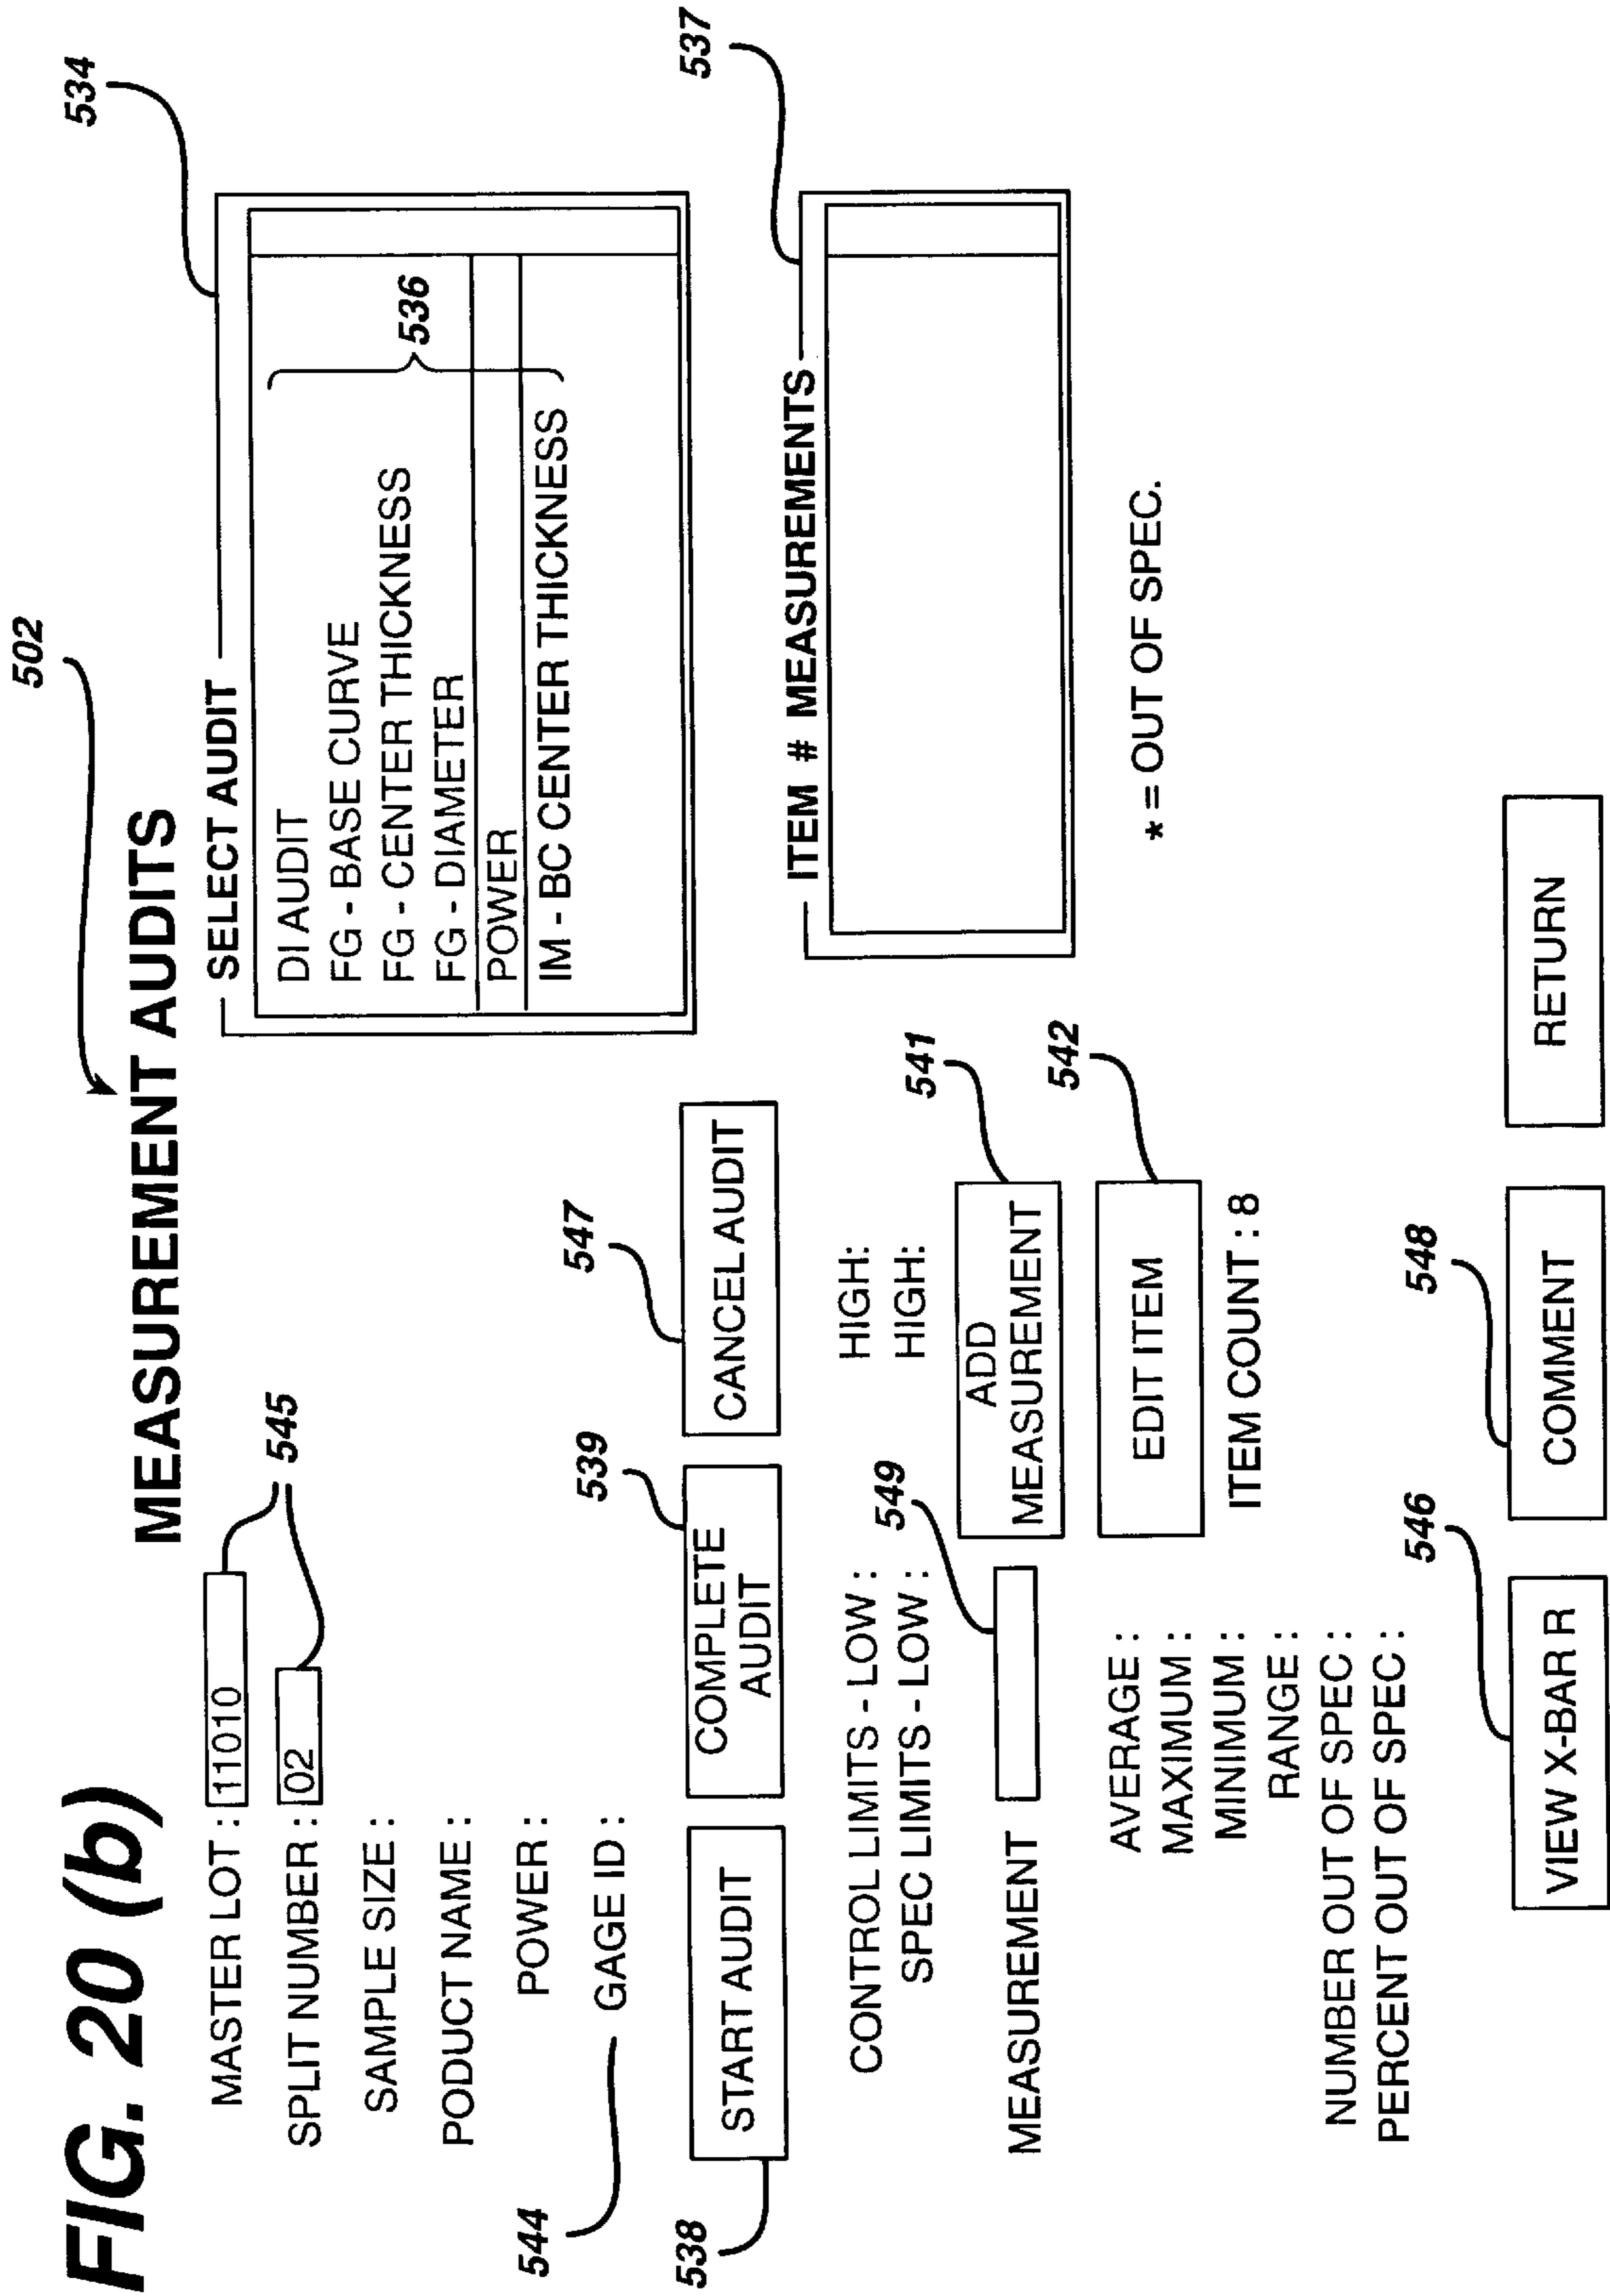 FIG. 20 (b)
502
MEASUREMENT AUDITS
MASTER LOT : 11010
545
SPLIT NUMBER : 02
SAMPLE SIZE :
PODUCT NAME :
POWER :
544
GAGE ID :
534
SELECT AUDIT
DI AUDIT
FG - BASE CURVE
FG - CENTER THICKNESS
FG - DIAMETER
POWER
IM - BC CENTER THICKNESS
536
538
START AUDIT
539
COMPLETE
AUDIT
547
CANCEL AUDIT
CONTROL LIMITS - LOW : HIGH:
SPEC LIMITS - LOW : HIGH:
537
ITEM # MEASUREMENTS
* = OUT OF SPEC.
MEASUREMENT
549
541
ADD
MEASUREMENT
542
EDIT ITEM
ITEM COUNT : 8
AVERAGE :
MAXIMUM :
MINIMUM :
RANGE :
NUMBER OUT OF SPEC :
PERCENT OUT OF SPEC :
546
VIEW X-BAR R
548
COMMENT
RETURN